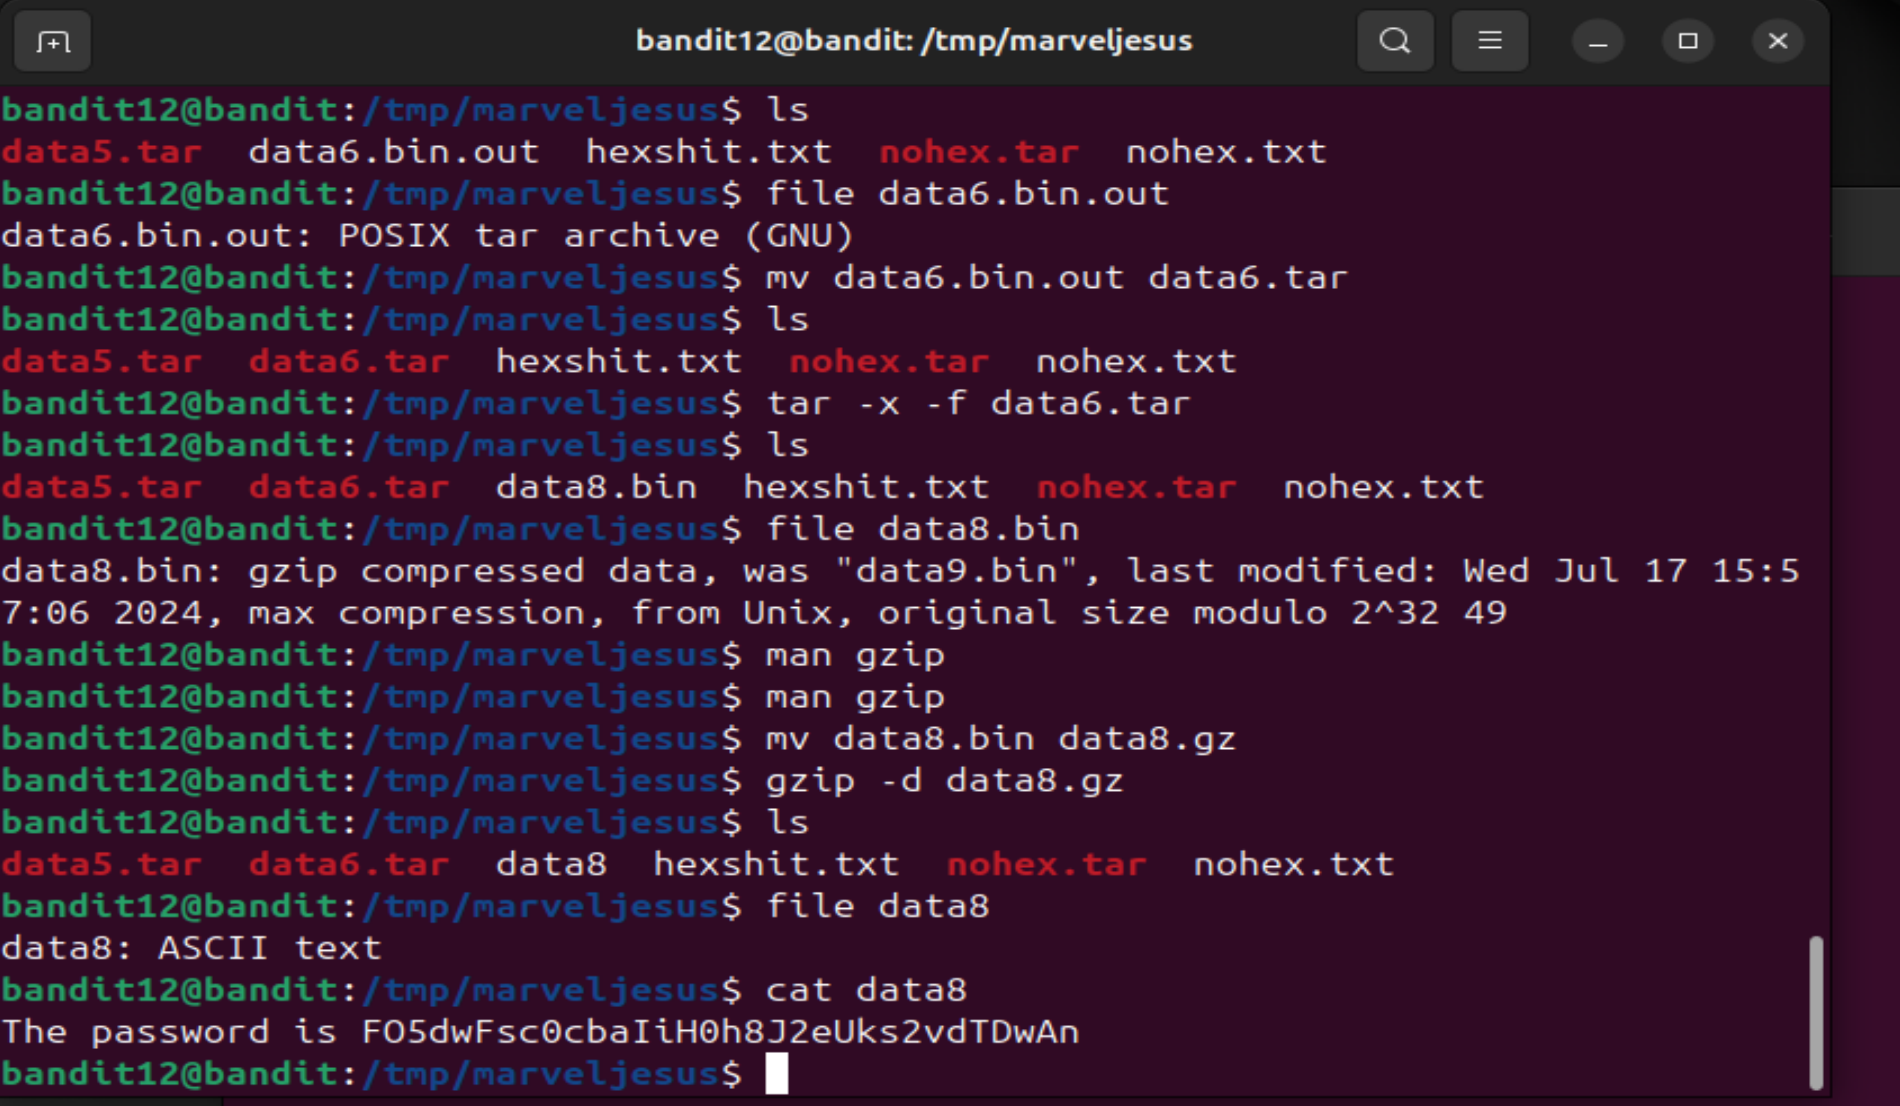 bandit12@bandit: /tmp/marveljesus
bandit12@bandit:/tmp/marveljesus$ ls
data5.tar  data6.bin.out  hexshit.txt  nohex.tar  nohex.txt
bandit12@bandit:/tmp/marveljesus$ file data6.bin.out
data6.bin.out: POSIX tar archive (GNU)
bandit12@bandit:/tmp/marveljesus$ mv data6.bin.out data6.tar
bandit12@bandit:/tmp/marveljesus$ ls
data5.tar  data6.tar  hexshit.txt  nohex.tar  nohex.txt
bandit12@bandit:/tmp/marveljesus$ tar -x -f data6.tar
bandit12@bandit:/tmp/marveljesus$ ls
data5.tar  data6.tar  data8.bin  hexshit.txt  nohex.tar  nohex.txt
bandit12@bandit:/tmp/marveljesus$ file data8.bin
data8.bin: gzip compressed data, was "data9.bin", last modified: Wed Jul 17 15:5
7:06 2024, max compression, from Unix, original size modulo 2^32 49
bandit12@bandit:/tmp/marveljesus$ man gzip
bandit12@bandit:/tmp/marveljesus$ man gzip
bandit12@bandit:/tmp/marveljesus$ mv data8.bin data8.gz
bandit12@bandit:/tmp/marveljesus$ gzip -d data8.gz
bandit12@bandit:/tmp/marveljesus$ ls
data5.tar  data6.tar  data8  hexshit.txt  nohex.tar  nohex.txt
bandit12@bandit:/tmp/marveljesus$ file data8
data8: ASCII text
bandit12@bandit:/tmp/marveljesus$ cat data8
The password is FO5dwFsc0cbaIiH0h8J2eUks2vdTDwAn
bandit12@bandit:/tmp/marveljesus$